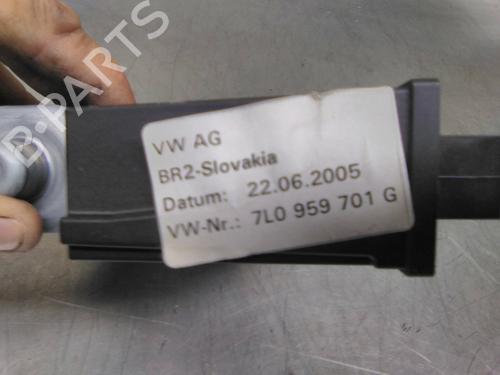 B-PARTS
VW AG
BR2-Slovakia
Datum: 22.06.2005
VW-Nr.: 7L0 959 701 G